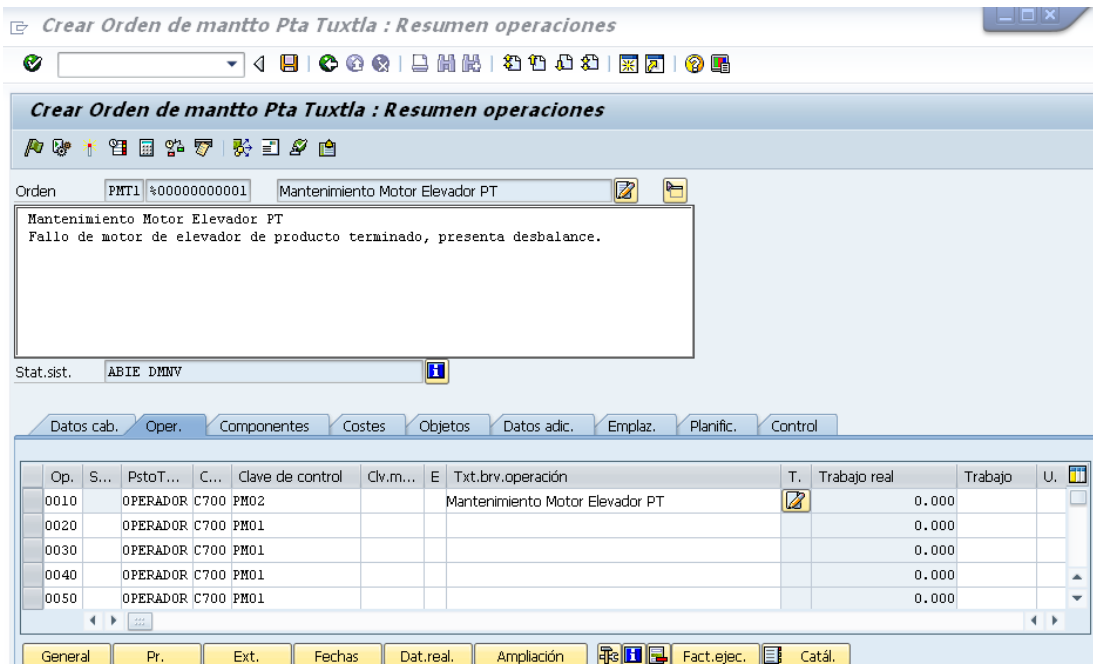 Crear Orden de mantto Pta Tuxtla : Resumen operaciones
Crear Orden de mantto Pta Tuxtla : Resumen operaciones
Orden PMT1 %00000000001 Mantenimiento Motor Elevador PT
Mantenimiento Motor Elevador PT
Fallo de motor de elevador de producto terminado, presenta desbalance.
Stat.sist. ABIE DMNV
Datos cab. Oper. Componentes Costes Objetos Datos adic. Emplaz. Planific. Control
Op. S... PstoT... C... Clave de control Clv.m... E Txt.brv.operación T. Trabajo real Trabajo U.
0010 OPERADOR C700 PM02 Mantenimiento Motor Elevador PT 0.000
0020 OPERADOR C700 PM01 0.000
0030 OPERADOR C700 PM01 0.000
0040 OPERADOR C700 PM01 0.000
0050 OPERADOR C700 PM01 0.000
General Pr. Ext. Fechas Dat.real. Ampliación Fact.ejec. Catál.